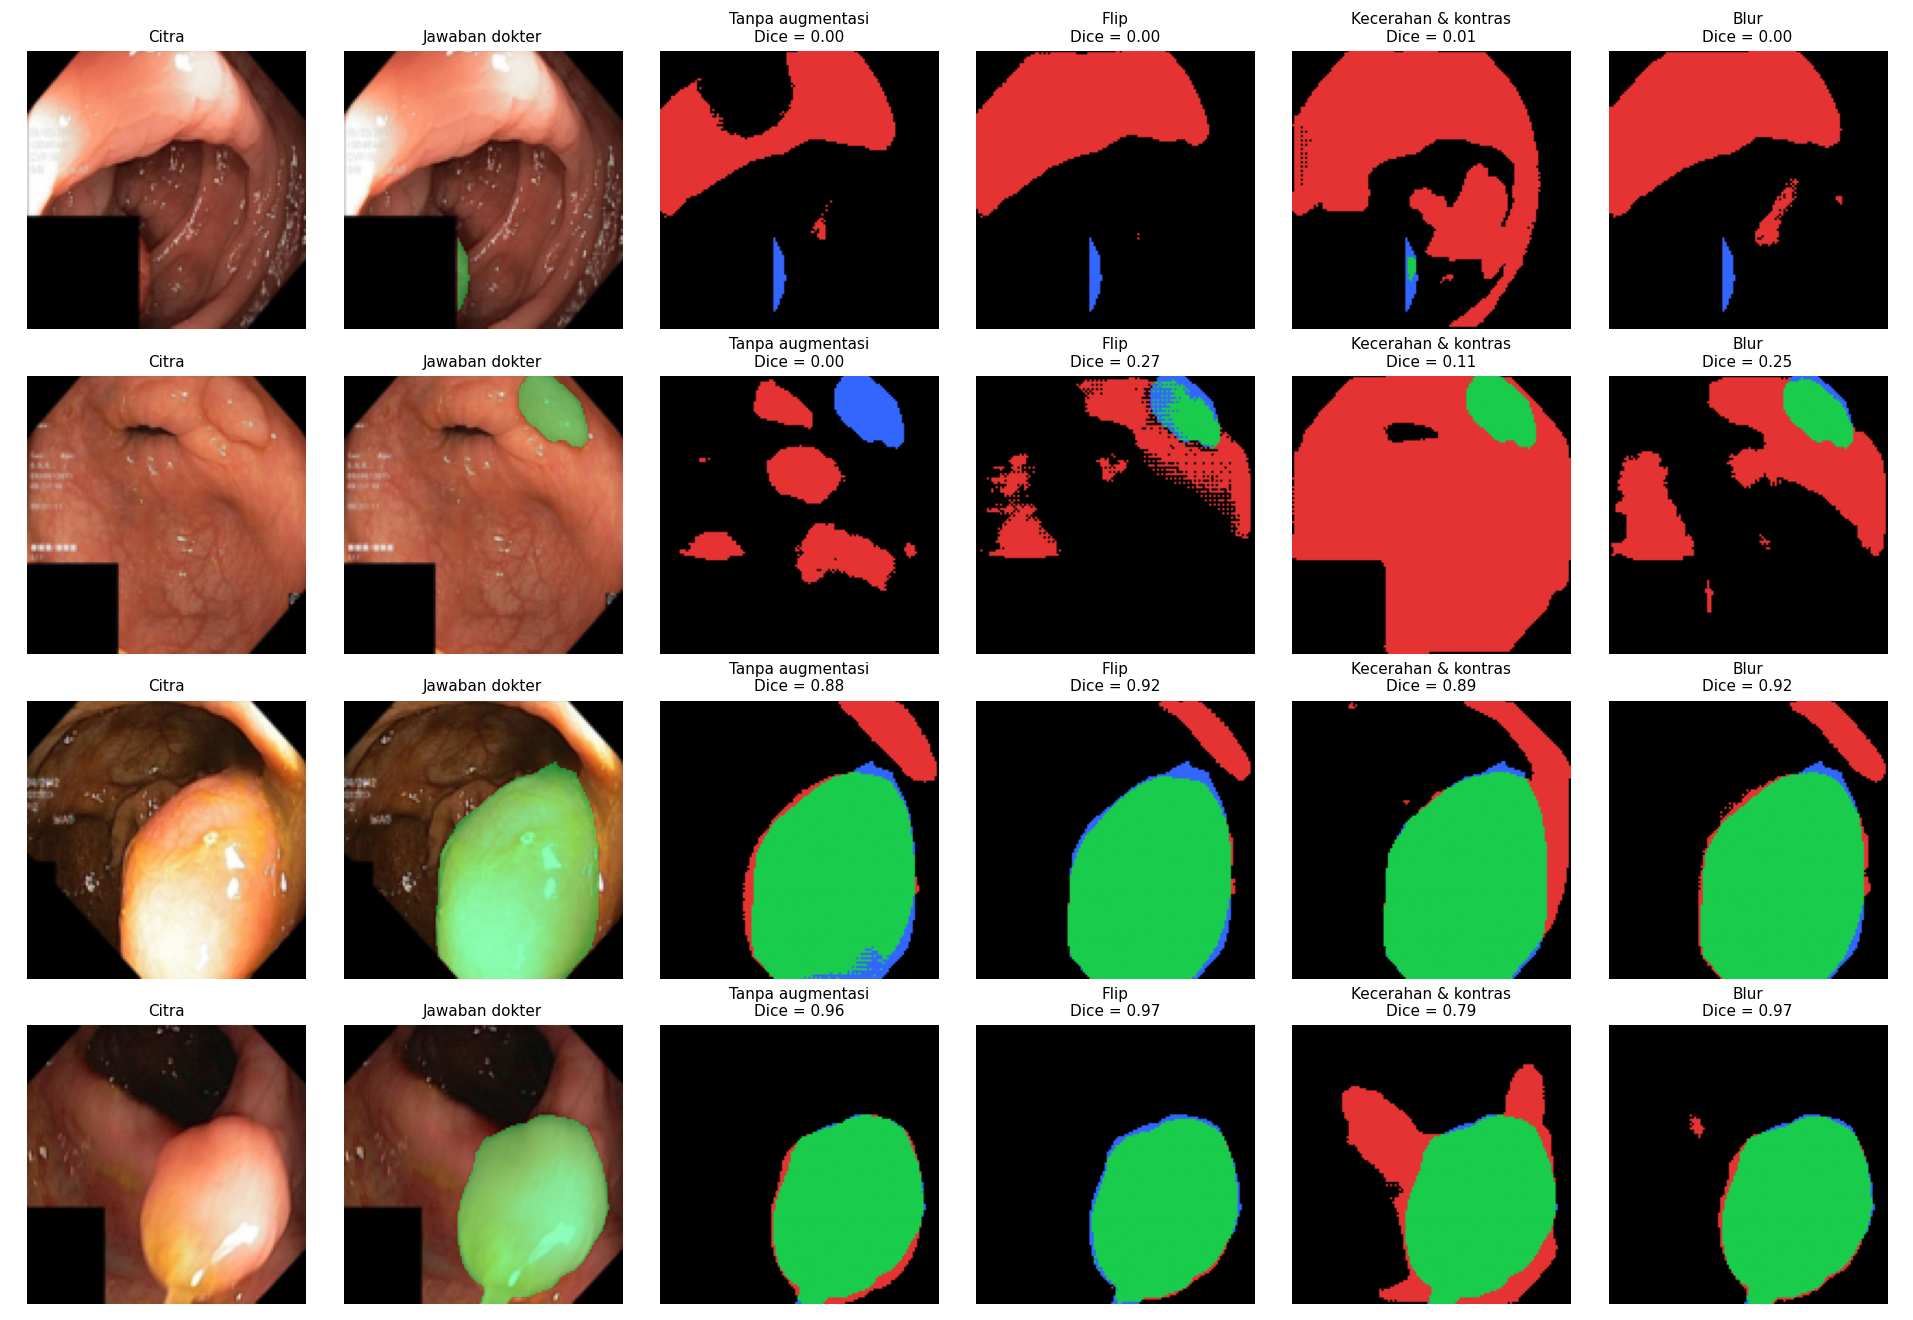 Citra
Jawaban dokter
Tanpa augmentasi
Dice = 0.00
Flip
Dice = 0.00
Kecerahan & kontras
Dice = 0.01
Blur
Dice = 0.00
Citra
Jawaban dokter
Tanpa augmentasi
Dice = 0.00
Flip
Dice = 0.27
Kecerahan & kontras
Dice = 0.11
Blur
Dice = 0.25
Citra
Jawaban dokter
Tanpa augmentasi
Dice = 0.88
Flip
Dice = 0.92
Kecerahan & kontras
Dice = 0.89
Blur
Dice = 0.92
Citra
Jawaban dokter
Tanpa augmentasi
Dice = 0.96
Flip
Dice = 0.97
Kecerahan & kontras
Dice = 0.79
Blur
Dice = 0.97